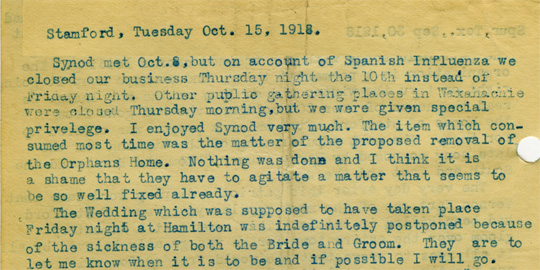 Stamford, Tuesday Oct. 15, 1918.
Synod met Oct.8,but on account of Spanish Influenza we
closed our business Thursday night the 10th instead of
Friday night. Other public gathering places in Waxahachie
were closed Thursday morning,but we were given special
privelege. I enjoyed Synod very much. The item which con-
sumed most time was the matter of the proposed removal of
the Orphans Home. Nothing was done and I think it is
a shame that they have to agitate a matter that seems to
be so well fixed already.
The Wedding which was supposed to have taken place
Friday night at Hamilton was indefinitely postponed because
of the sickness of both the Bride and Groom. They are to
let me know when it is to be and if possible I will go.